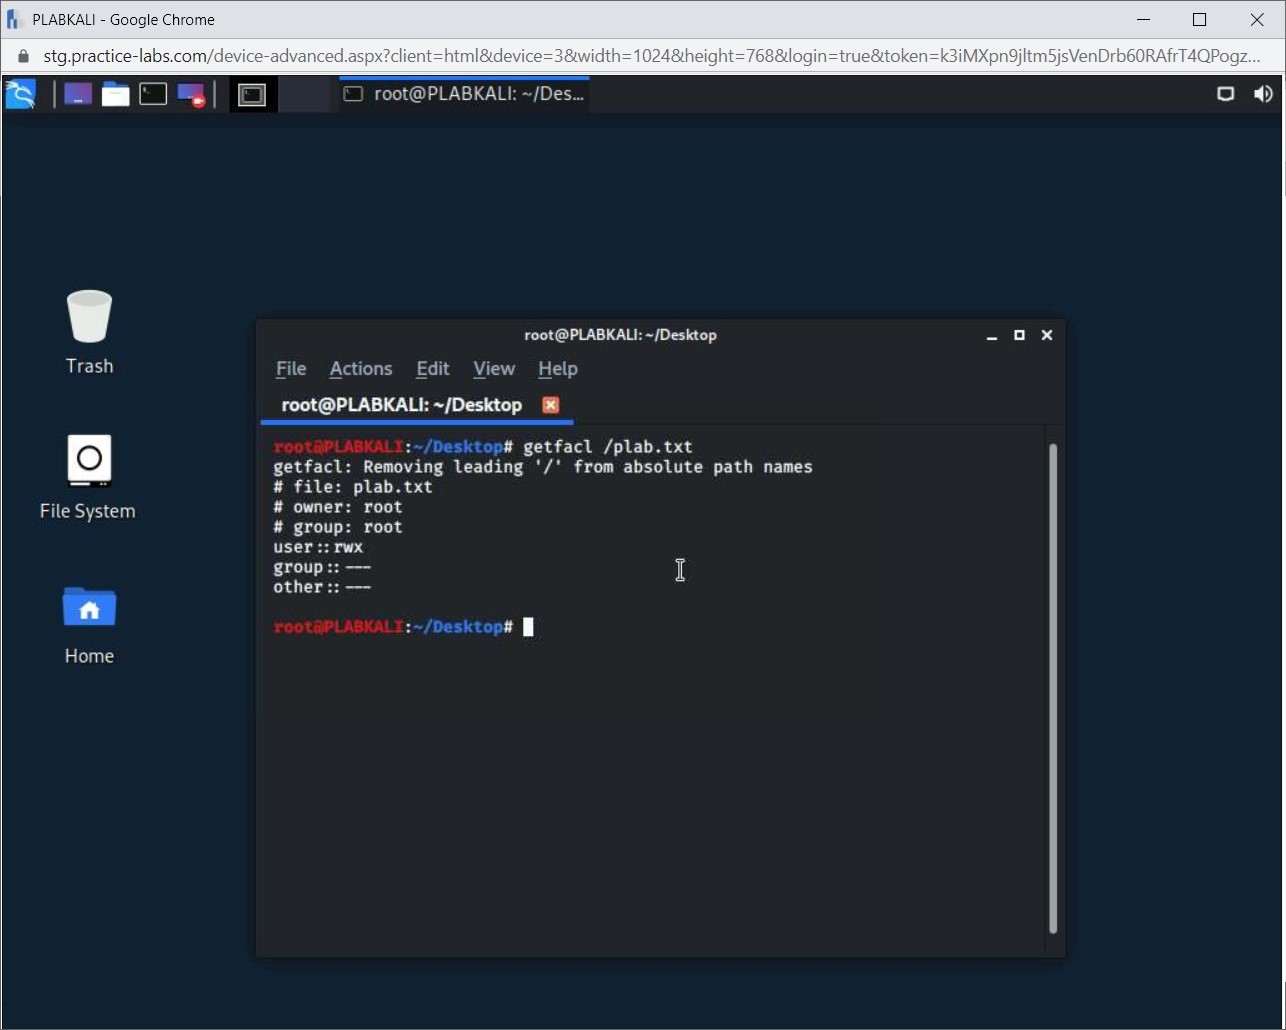 PLABKALI - Google Chrome
stg.practice-labs.com/device-advanced.aspx?client=html&device=3&width=1024&height=768&login=true&token=k3iMXpn9jltm5jsVenDrb60RAfrT4QPogz...
root@PLABKALI: ~/Des...
Trash
File System
Home
root@PLABKALI: ~/Desktop
File Actions Edit View Help
root@PLABKALI: ~/Desktop
root@PLABKALI:~/Desktop# getfacl /plab.txt
getfacl: Removing leading '/' from absolute path names
# file: plab.txt
# owner: root
# group: root
user::rwx
group::---
other::---
root@PLABKALI:~/Desktop#